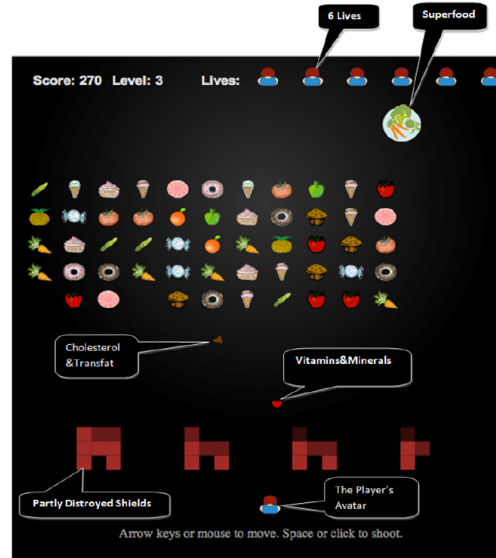 6 Lives
Superfood
Score: 270 Level: 3 Lives:
Cholesterol
&Transfat
Vitamins&Minerals
Partly Distroyed Shields
The Player's
Avatar
Arrow keys or mouse to move. Space or click to shoot.